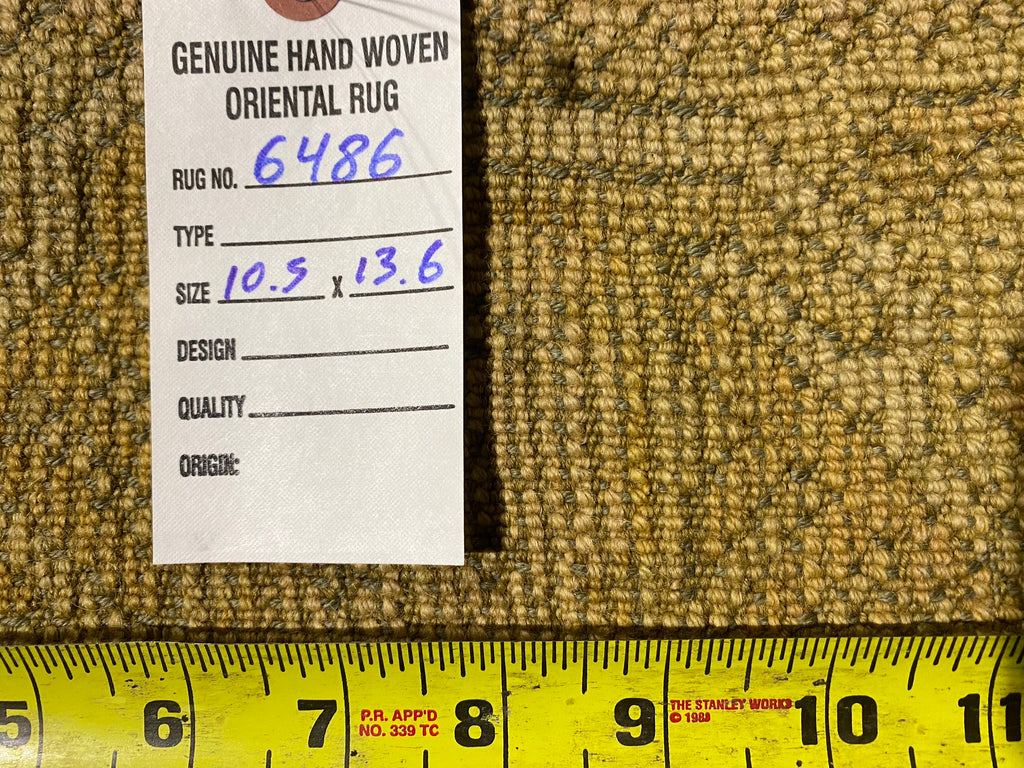 GENUINE HAND WOVEN
ORIENTAL RUG
RUG NO. 6486
TYPE
SIZE 10.5 X 13.6
DESIGN
QUALITY
ORIGIN:
5 6 7 P.R. APP'D 8 9 THE STANLEY WORKS 10 11
NO. 339 TC © 1980